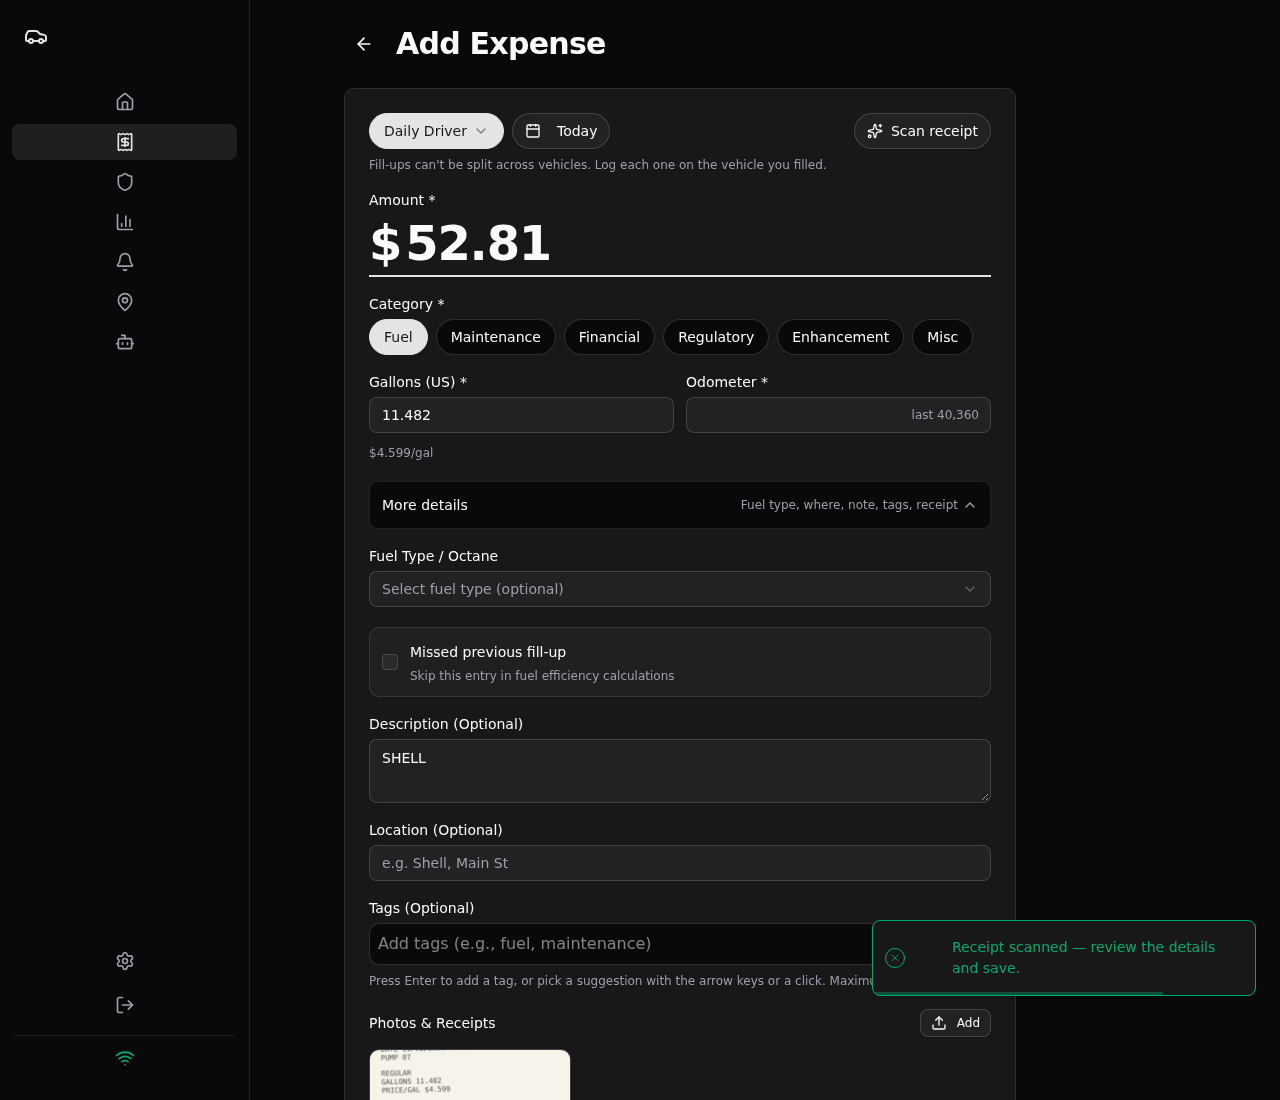 Add Expense
Daily Driver
Today
Scan receipt
Fill-ups can't be split across vehicles. Log each one on the vehicle you filled.
Amount *
$52.81
Category *
Fuel
Maintenance
Financial
Regulatory
Enhancement
Misc
Gallons (US) *
Odometer *
11.482
last 40,360
$4.599/gal
More details
Fuel type, where, note, tags, receipt
Fuel Type / Octane
Select fuel type (optional)
Missed previous fill-up
Skip this entry in fuel efficiency calculations
Description (Optional)
SHELL
Location (Optional)
e.g. Shell, Main St
Tags (Optional)
Add tags (e.g., fuel, maintenance)
Receipt scanned — review the details
and save.
Press Enter to add a tag, or pick a suggestion with the arrow keys or a click.
Photos & Receipts
Add
PUMP 07
REGULAR
GALLONS 11.482
PRICE/GAL $4.599